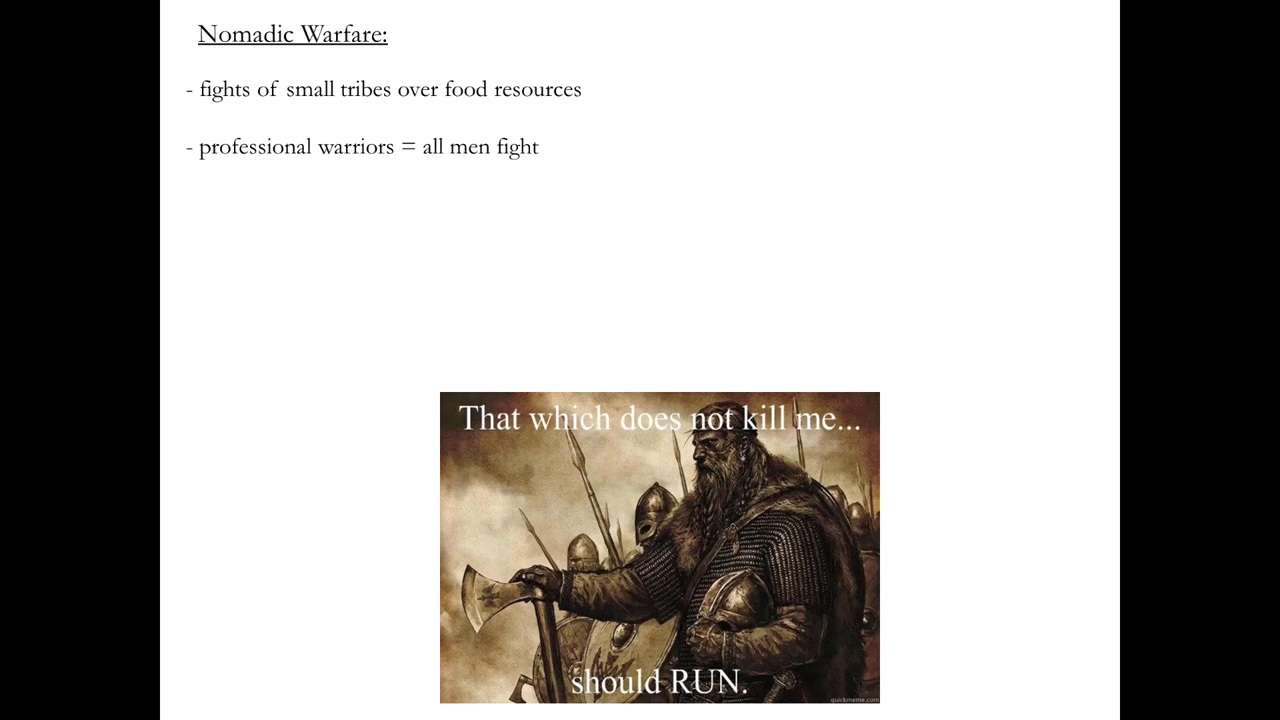 Nomadic Warfare:
- fights of small tribes over food resources
- professional warriors = all men fight
That which does not kill me...
should RUN.
quickmeme.com